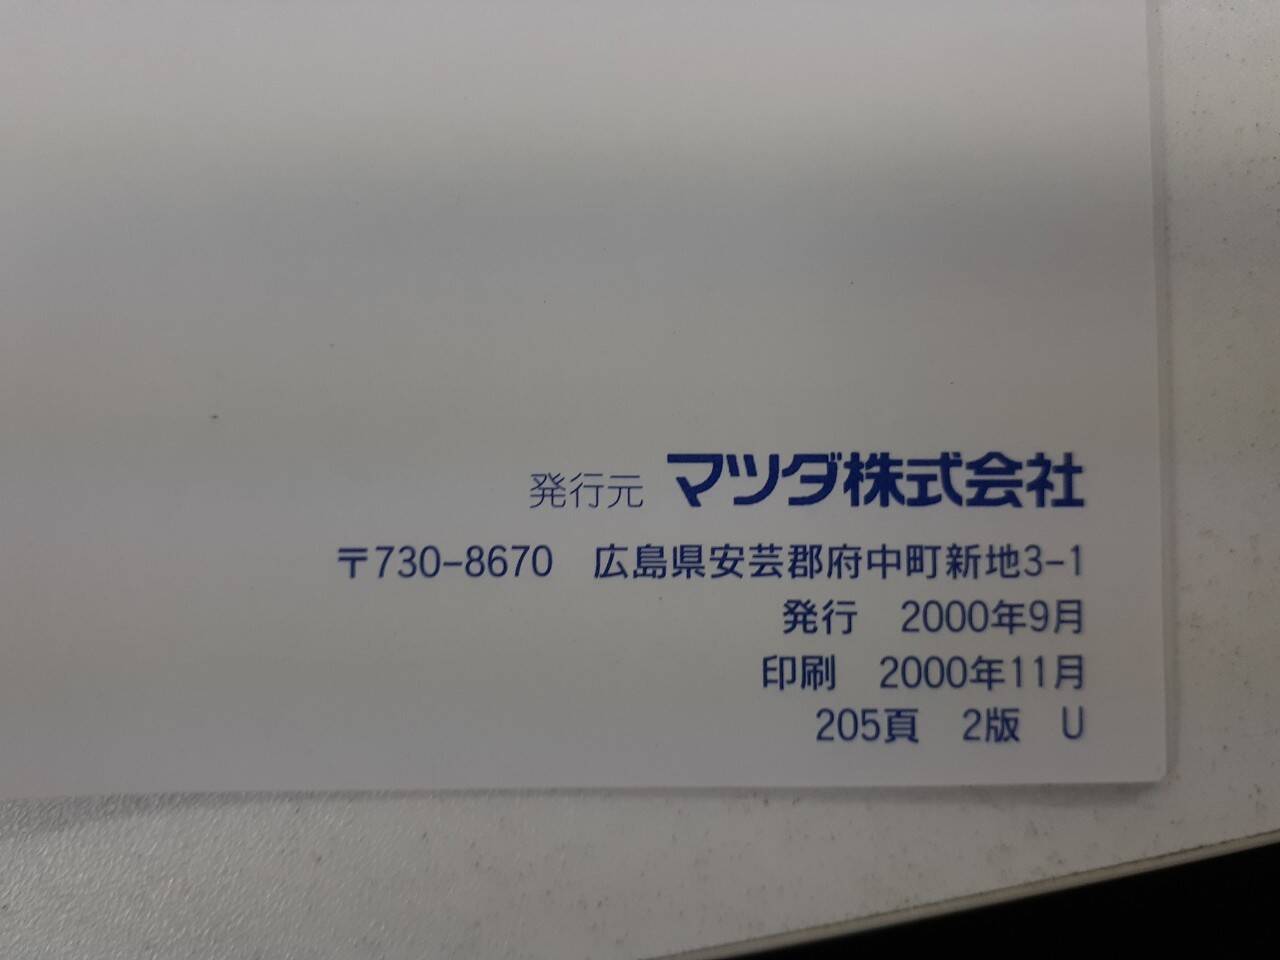 発行元 マツダ株式会社
〒730-8670 広島県安芸郡府中町新地3-1
発行 2000年9月
印刷 2000年11月
205頁 2版 U